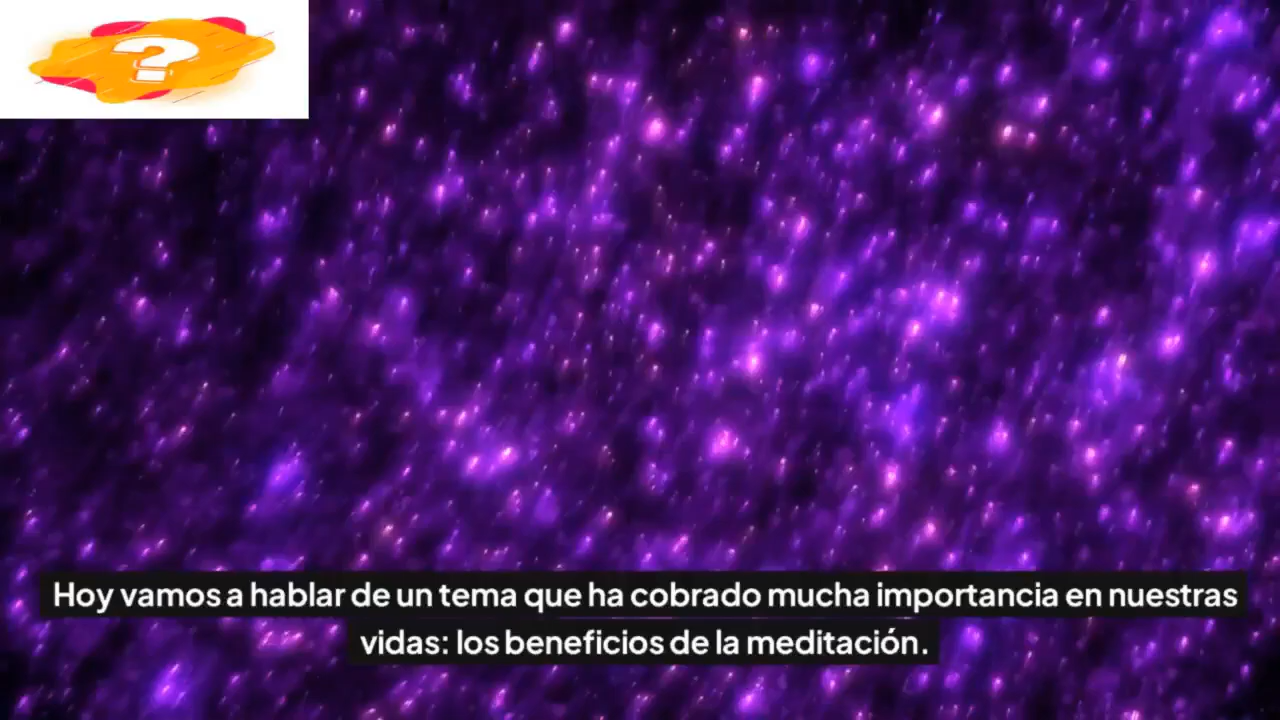 ?
Hoy vamos a hablar de un tema que ha cobrado mucha importancia en nuestras
vidas: los beneficios de la meditación.